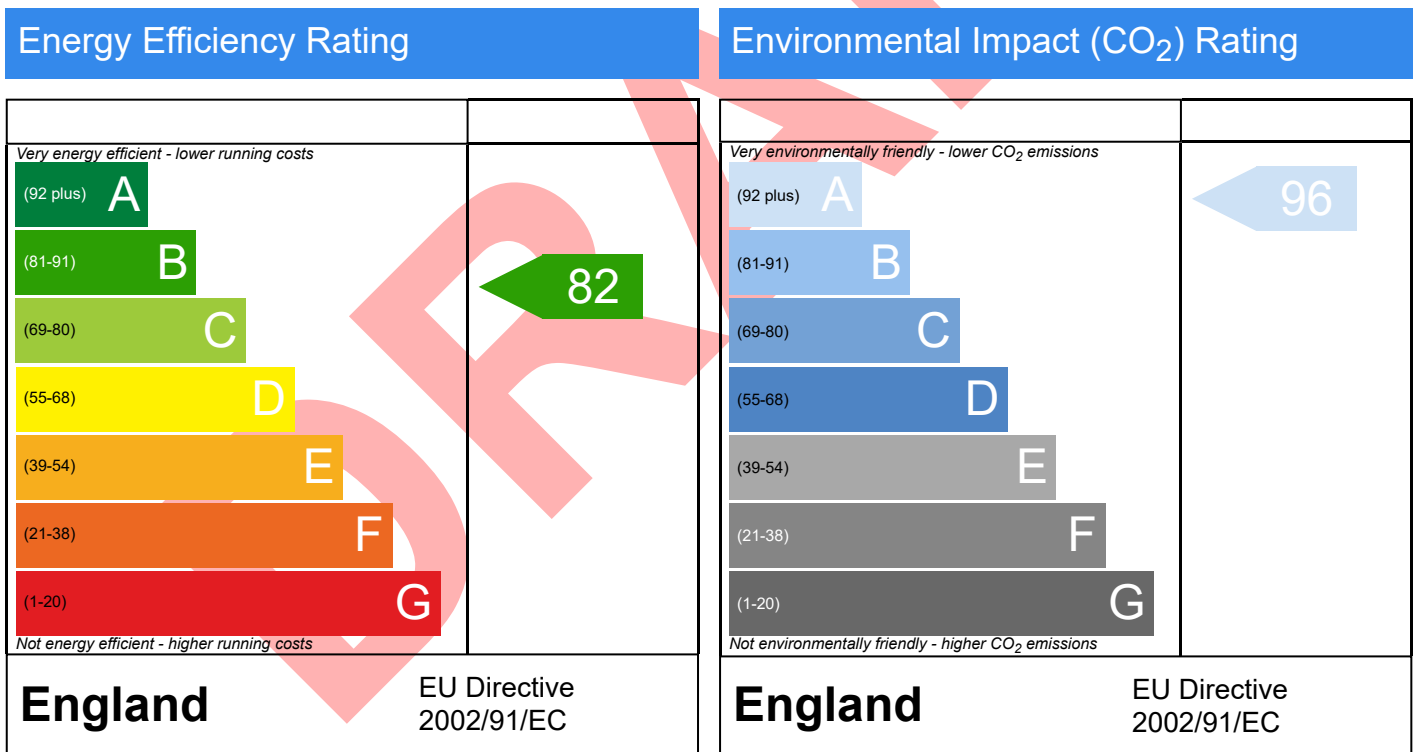 Energy Efficiency Rating
Very energy efficient - lower running costs
(92 plus) A
(81-91) B
(69-80) C
(55-68) D
(39-54) E
(21-38) F
(1-20) G
Not energy efficient - higher running costs
82
England
EU Directive
2002/91/EC
Environmental Impact (CO₂) Rating
Very environmentally friendly - lower CO₂ emissions
(92 plus) A
(81-91) B
(69-80) C
(55-68) D
(39-54) E
(21-38) F
(1-20) G
Not environmentally friendly - higher CO₂ emissions
96
England
EU Directive
2002/91/EC